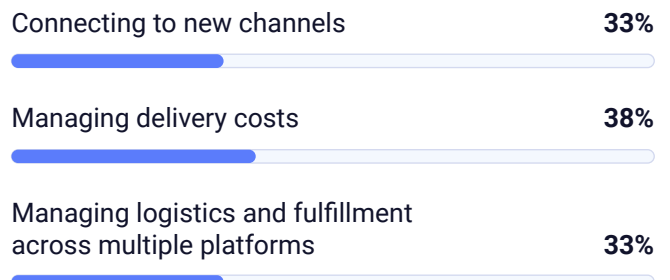 Connecting to new channels 33%
Managing delivery costs 38%
Managing logistics and fulfillment
across multiple platforms 33%